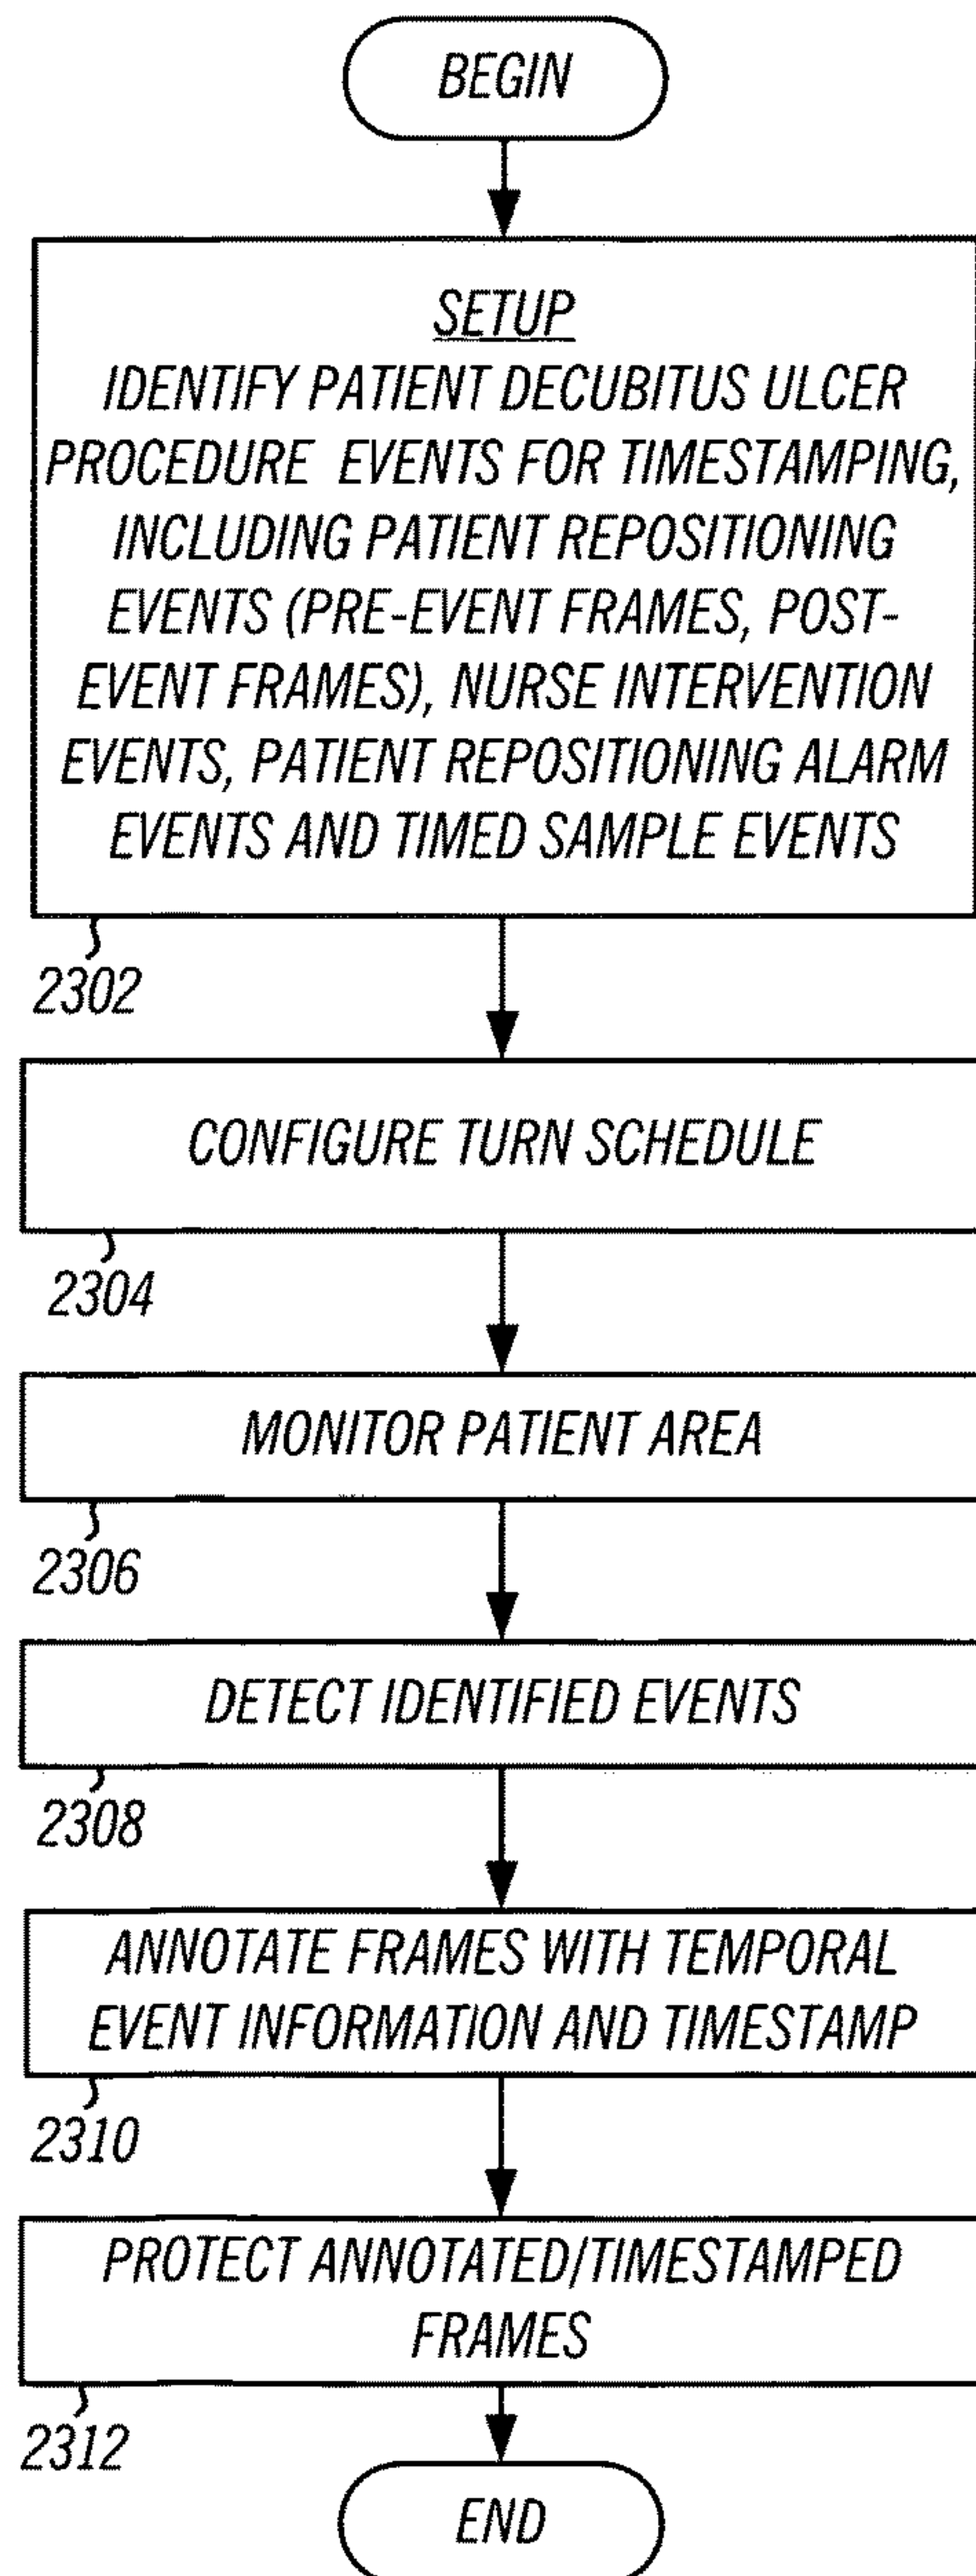 BEGIN
SETUP
IDENTIFY PATIENT DECUBITUS ULCER
PROCEDURE EVENTS FOR TIMESTAMPING,
INCLUDING PATIENT REPOSITIONING
EVENTS (PRE-EVENT FRAMES, POST-
EVENT FRAMES), NURSE INTERVENTION
EVENTS, PATIENT REPOSITIONING ALARM
EVENTS AND TIMED SAMPLE EVENTS
2302
CONFIGURE TURN SCHEDULE
2304
MONITOR PATIENT AREA
2306
DETECT IDENTIFIED EVENTS
2308
ANNOTATE FRAMES WITH TEMPORAL
EVENT INFORMATION AND TIMESTAMP
2310
PROTECT ANNOTATED/TIMESTAMPED
FRAMES
2312
END